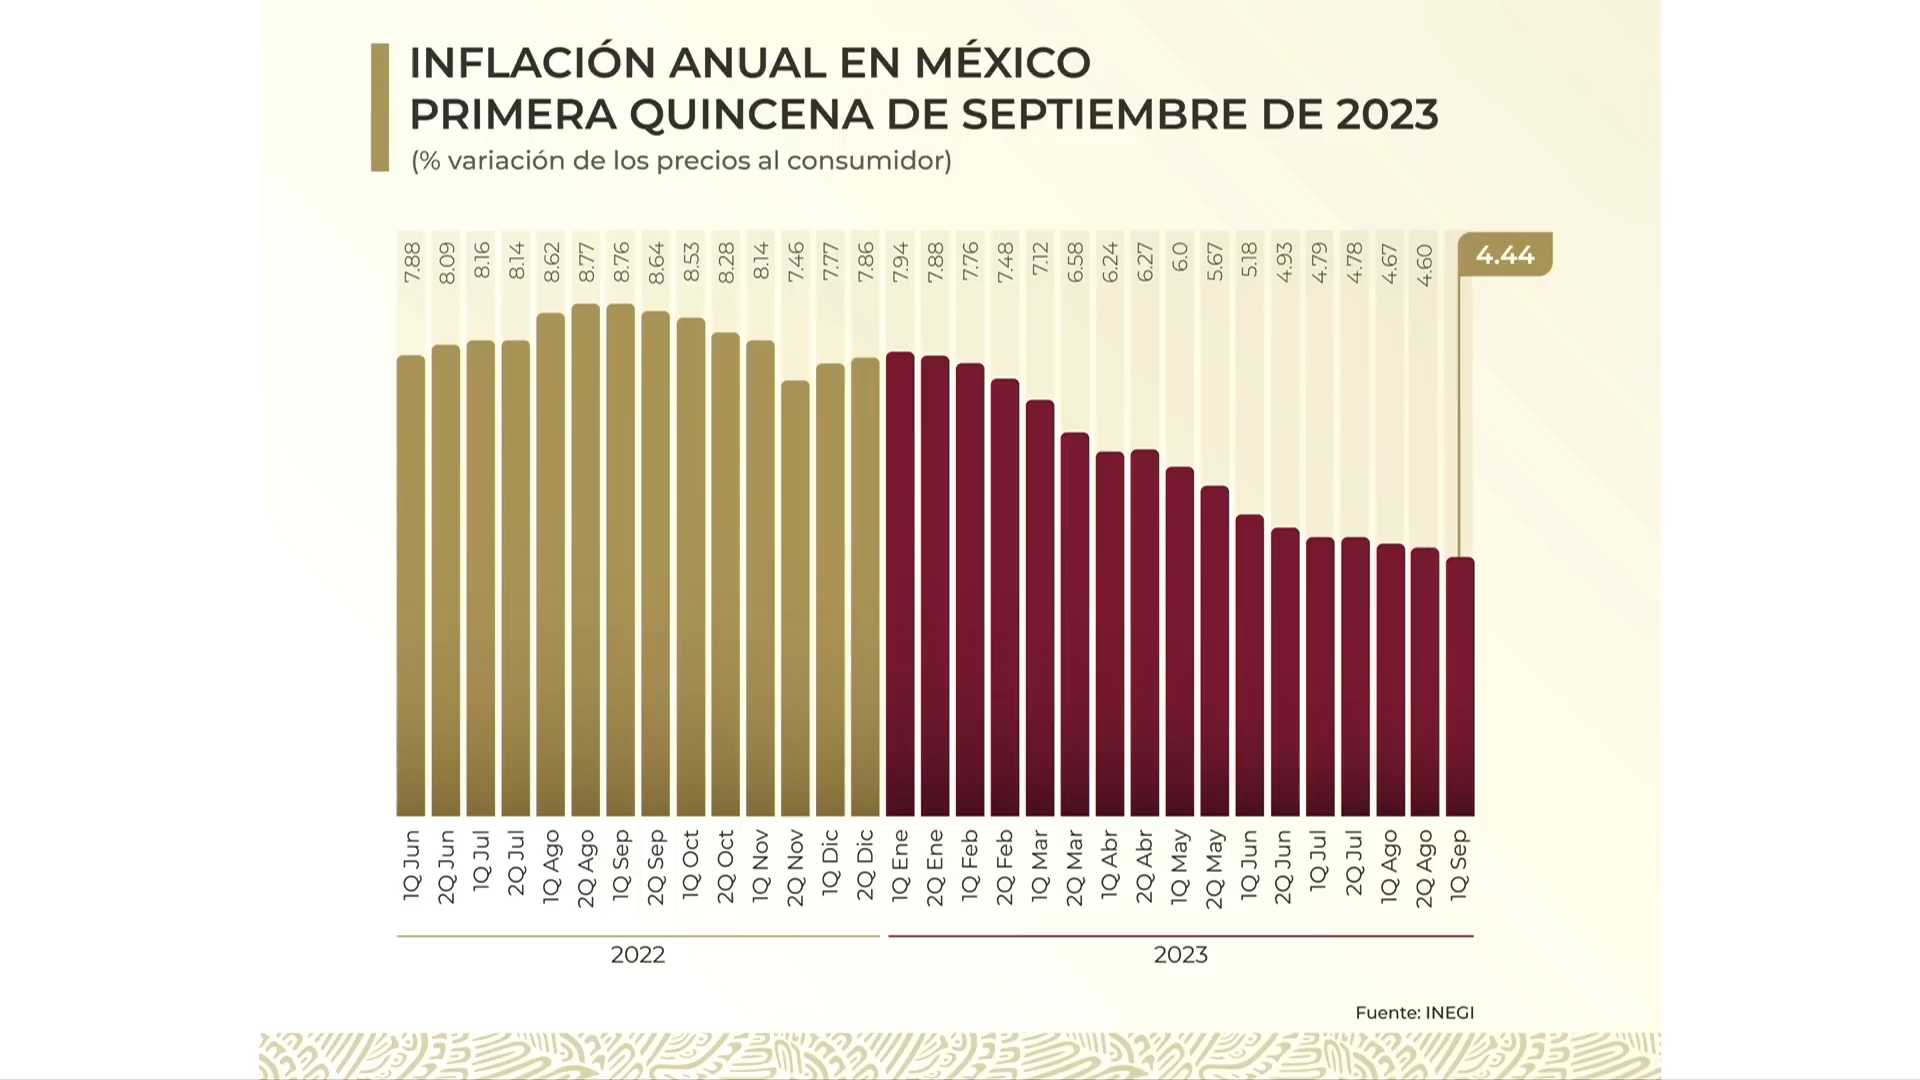 INFLACIÓN ANUAL EN MÉXICO
PRIMERA QUINCENA DE SEPTIEMBRE DE 2023
(% variación de los precios al consumidor)
7.88 8.09 8.16 8.14 8.62 8.77 8.76 8.64 8.53 8.28 8.14 7.46 7.77 7.86 7.94 7.88 7.76 7.48 7.12 6.58 6.24 6.27 6.0 5.67 5.18 4.93 4.79 4.78 4.67 4.60 4.44
1Q Jun 2Q Jun 1Q Jul 2Q Jul 1Q Ago 2Q Ago 1Q Sep 2Q Sep 1Q Oct 2Q Oct 1Q Nov 2Q Nov 1Q Dic 2Q Dic 1Q Ene 2Q Ene 1Q Feb 2Q Feb 1Q Mar 2Q Mar 1Q Abr 2Q Abr 1Q May 2Q May 1Q Jun 2Q Jun 1Q Jul 2Q Jul 1Q Ago 2Q Ago 1Q Sep
2022 2023
Fuente: INEGI